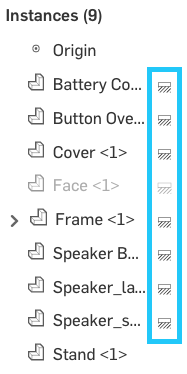 Instances (9)
Origin
Battery Co...
Button Ove...
Cover <1>
Face <1>
Frame <1>
Speaker B...
Speaker_la...
Speaker_s...
Stand <1>